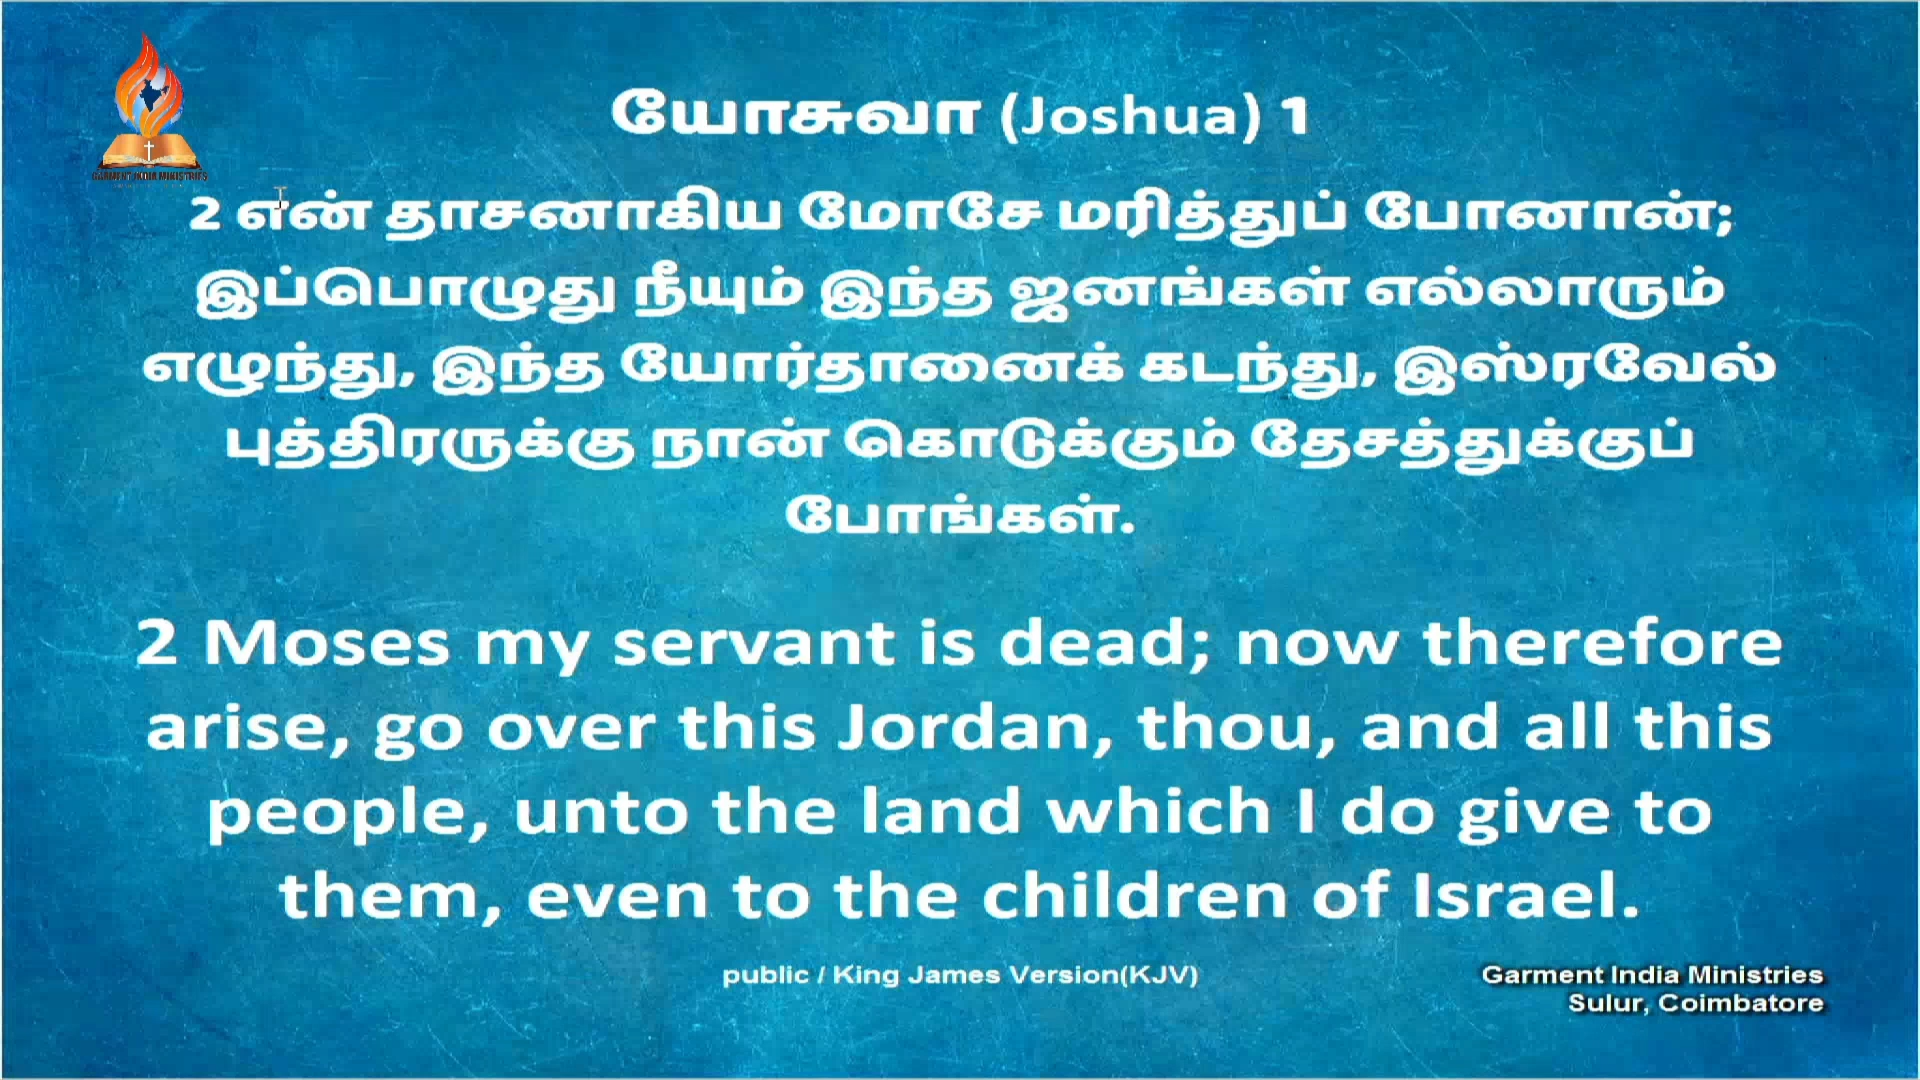 GARMENT INDIA MINISTRIES
யோசுவா (Joshua) 1
2 என் தாசனாகிய மோசே மரித்துப் போனான்;
இப்பொழுது நீயும் இந்த ஜனங்கள் எல்லாரும்
எழுந்து, இந்த யோர்தானைக் கடந்து, இஸ்ரவேல்
புத்திரருக்கு நான் கொடுக்கும் தேசத்துக்குப்
போங்கள்.
2 Moses my servant is dead; now therefore
arise, go over this Jordan, thou, and all this
people, unto the land which I do give to
them, even to the children of Israel.
public / King James Version(KJV)
Garment India Ministries
Sulur, Coimbatore